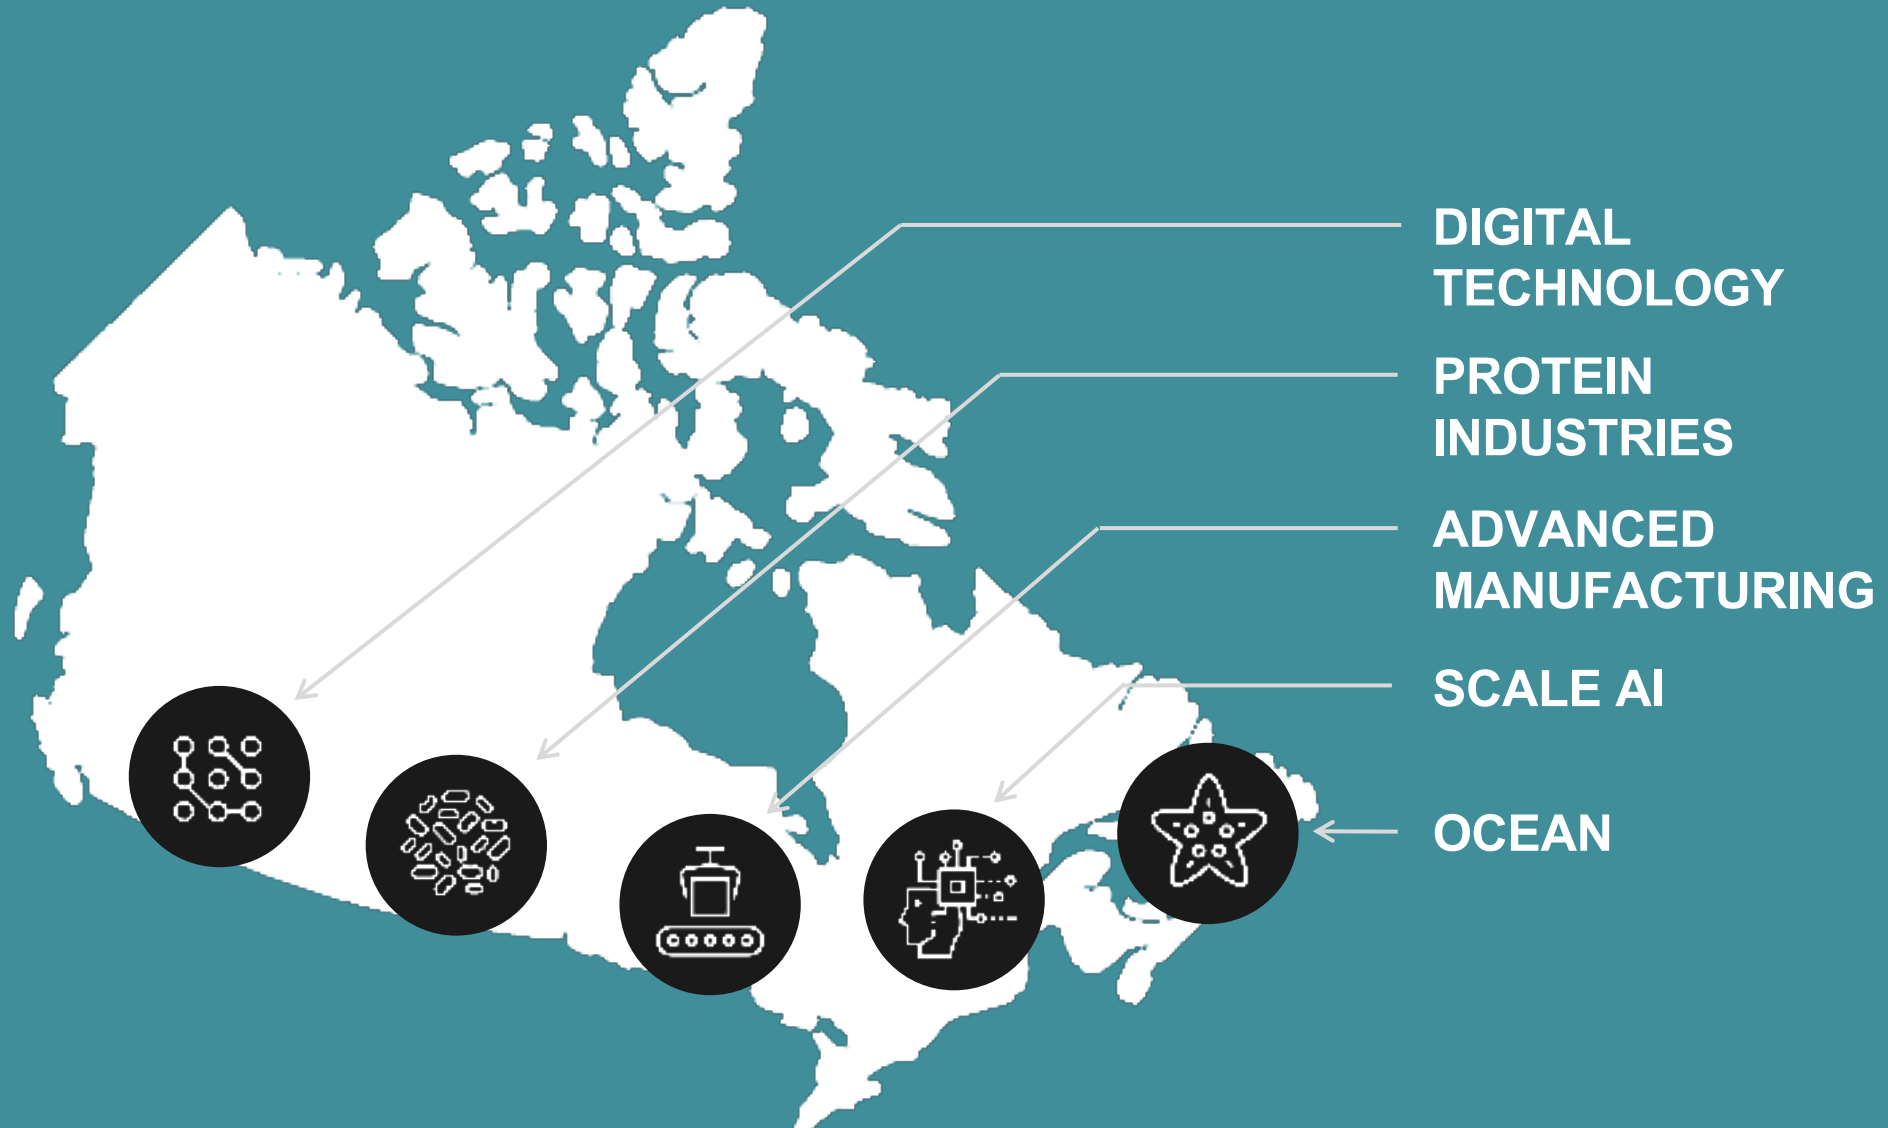 DIGITAL
TECHNOLOGY
PROTEIN
INDUSTRIES
ADVANCED
MANUFACTURING
SCALE AI
OCEAN